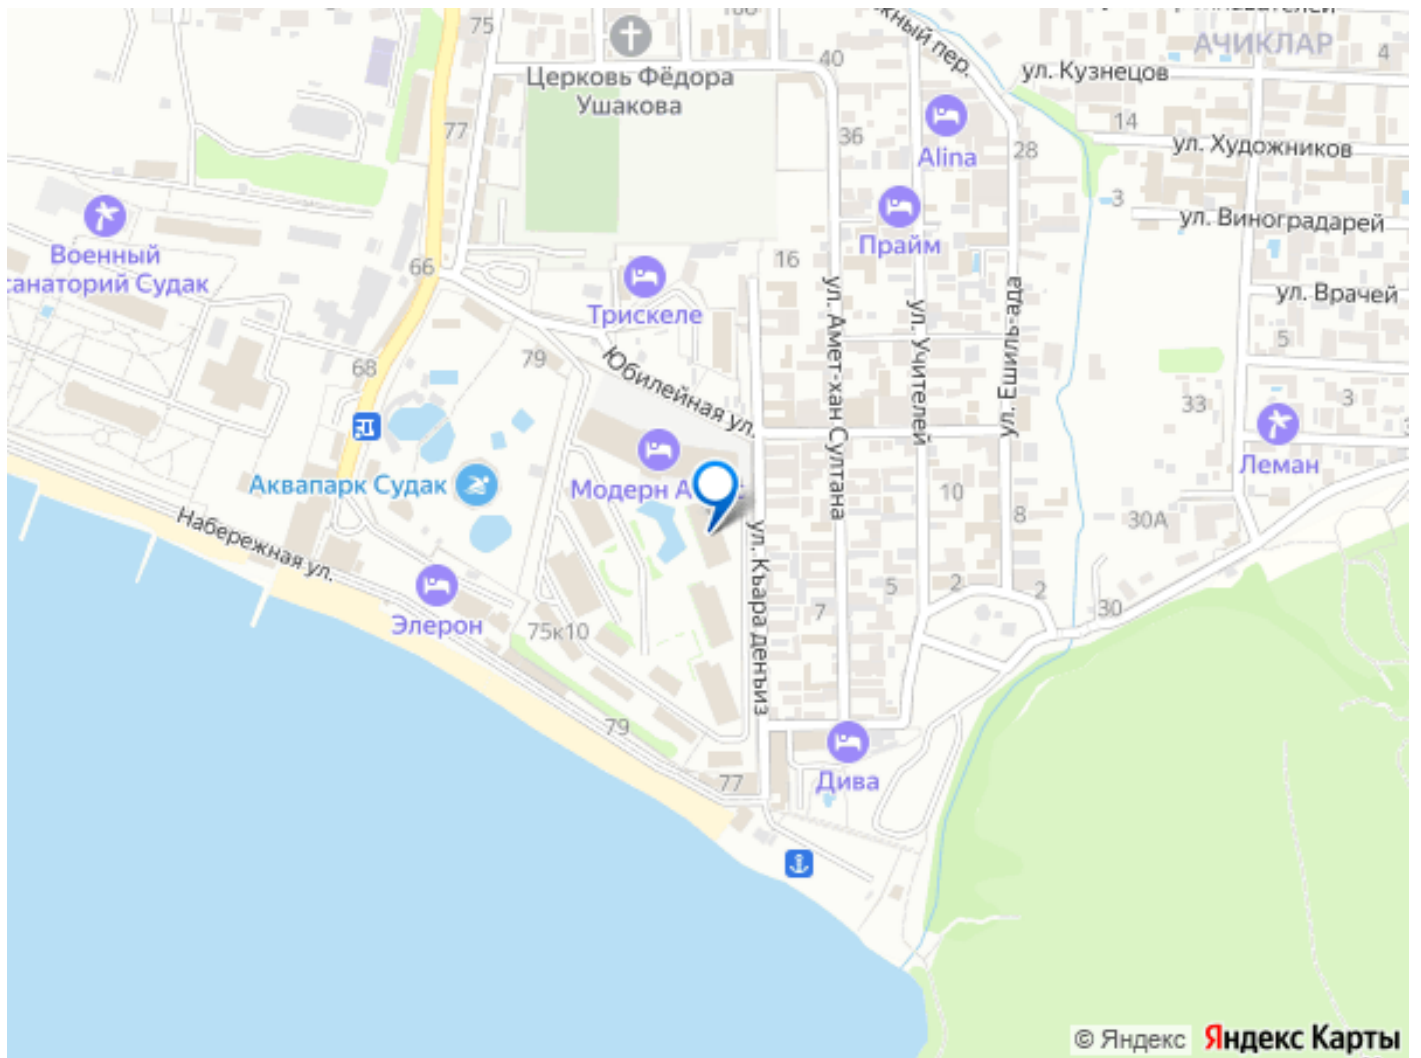 75
40
АЧИКЛАР
4
ул. Кузнецов
Церковь Фёдора
Ушакова
77
36
Alina
28
14
ул. Художников
3
ул. Виноградарей
Военный
санаторий Судак
66
Трискеле
16
Прайм
ул. Врачей
5
79
68
Юбилейная ул.
ул. Амет-хан Султана
ул. Учителей
ул. Ешиль-ада
33
3
Леман
Модерн
Аквапарк Судак
10
8
30А
Набережная ул.
ул. Къара денъиз
Элерон
75к10
7
5
2
2
30
79
77
Дива
© Яндекс
Яндекс Карты